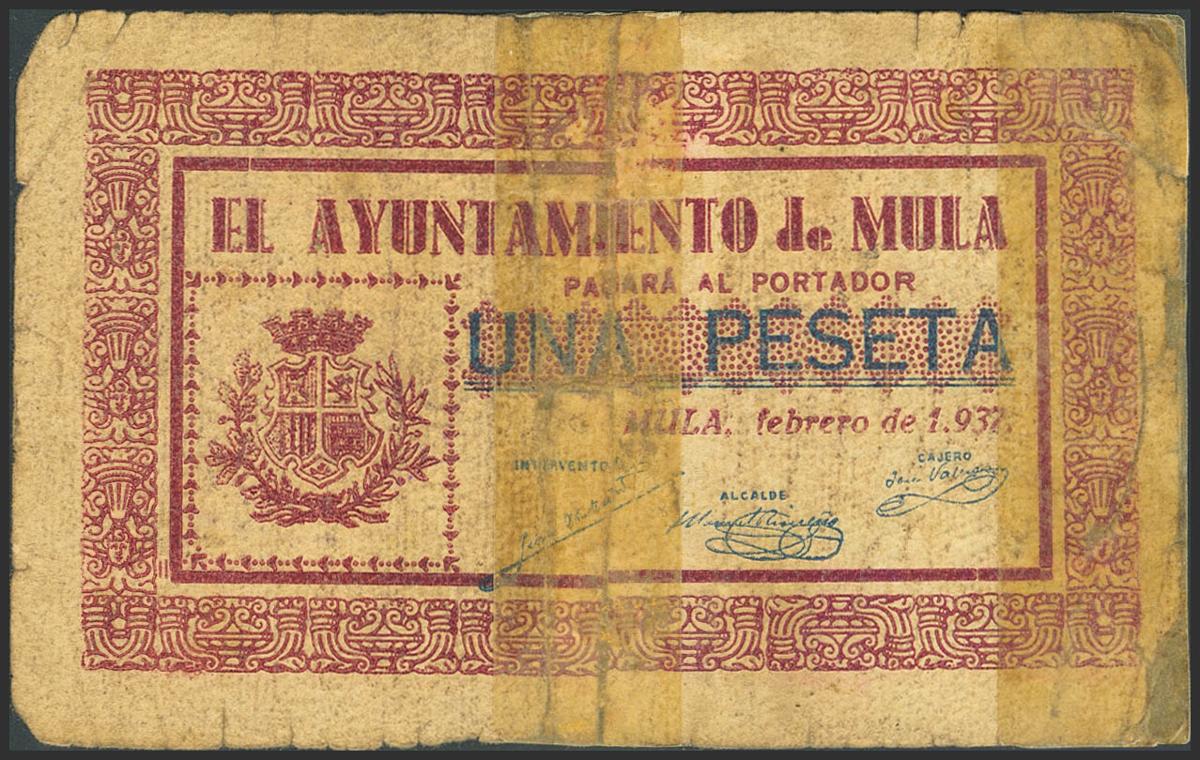 EL AYUNTAMIENTO de MULA
PAGARÁ AL PORTADOR
UNA PESETA
MULA, febrero de 1.937.
INTERVENTOR
ALCALDE
CAJERO